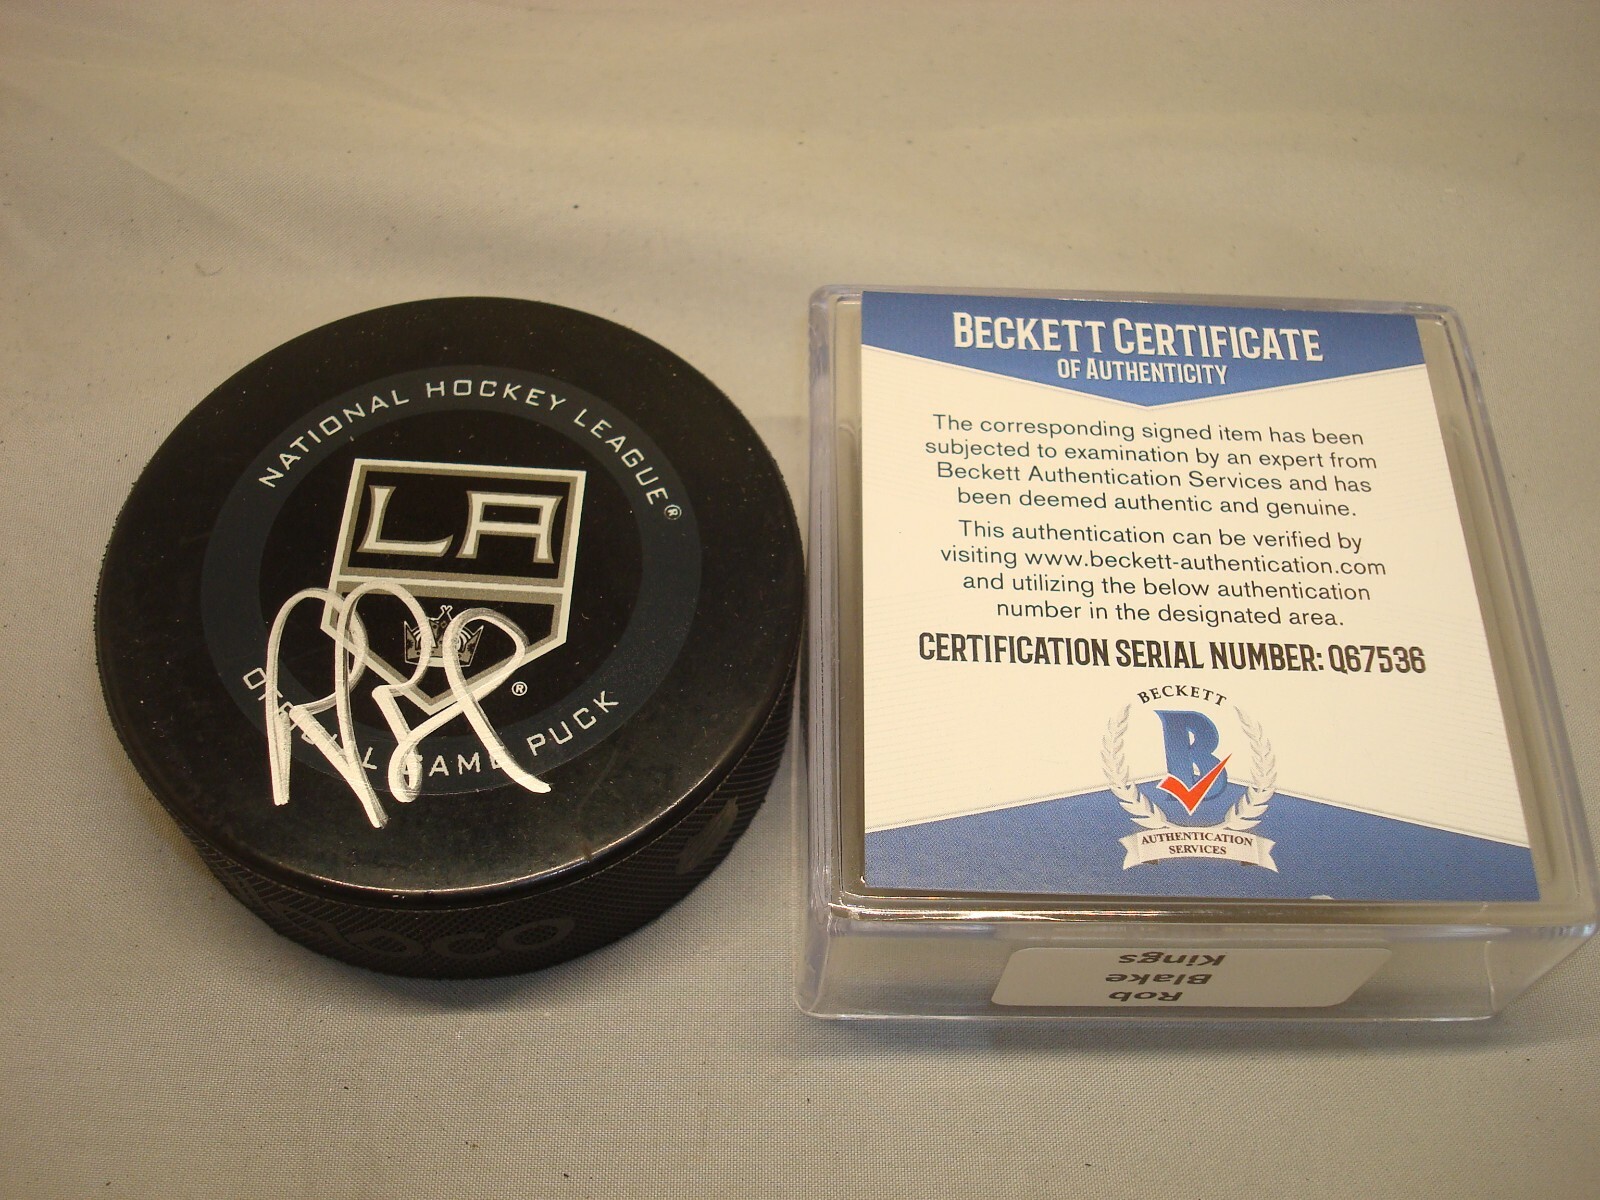 NATIONAL HOCKEY LEAGUE®
LA
®
OFFICIAL GAME PUCK
BECKETT CERTIFICATE
OF AUTHENTICITY
The corresponding signed item has been
subjected to examination by an expert from
Beckett Authentication Services and has
been deemed authentic and genuine.
This authentication can be verified by
visiting www.beckett-authentication.com
and utilizing the below authentication
number in the designated area.
CERTIFICATION SERIAL NUMBER: Q67536
BECKETT
B
AUTHENTICATION
SERVICES
Rob
Blake
Kings